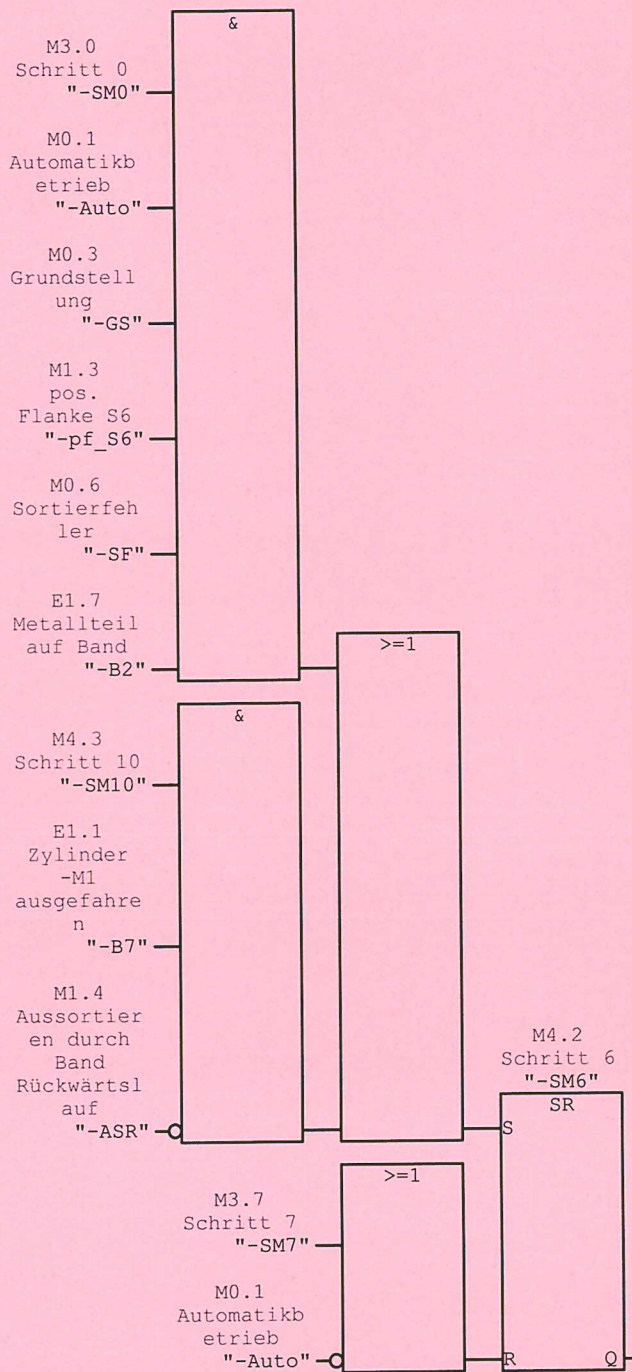 &
M3.0
Schritt 0
"-SM0"
M0.1
Automatikb
etrieb
"-Auto"
M0.3
Grundstell
ung
"-GS"
M1.3
pos.
Flanke S6
"-pf_S6"
M0.6
Sortierfeh
ler
"-SF"
E1.7
Metallteil
auf Band
"-B2"
>=1
&
M4.3
Schritt 10
"-SM10"
E1.1
Zylinder
-M1
ausgefahre
n
"-B7"
M1.4
Aussortier
en durch
Band
Rückwärtsl
auf
"-ASR"
M4.2
Schritt 6
"-SM6"
SR
S
>=1
M3.7
Schritt 7
"-SM7"
M0.1
Automatikb
etrieb
"-Auto"
R Q